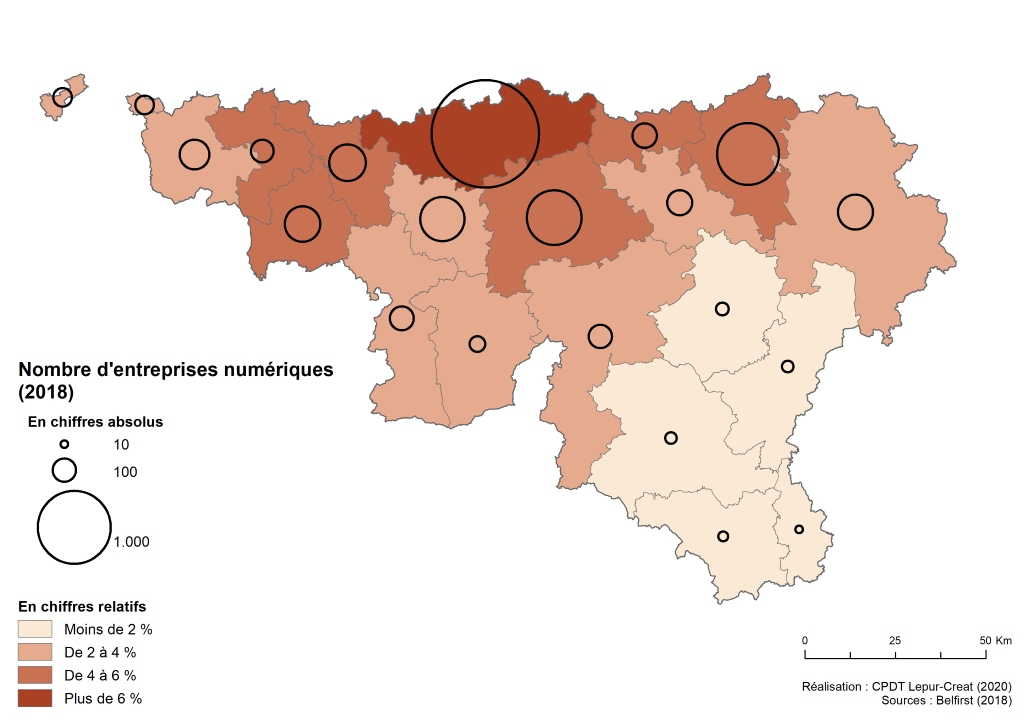 Nombre d'entreprises numériques
(2018)
En chiffres absolus
10
100
1.000
En chiffres relatifs
Moins de 2 %
De 2 à 4 %
De 4 à 6 %
Plus de 6 %
0 25 50 Km
Réalisation : CPDT Lepur-Creat (2020)
Sources : Belfirst (2018)